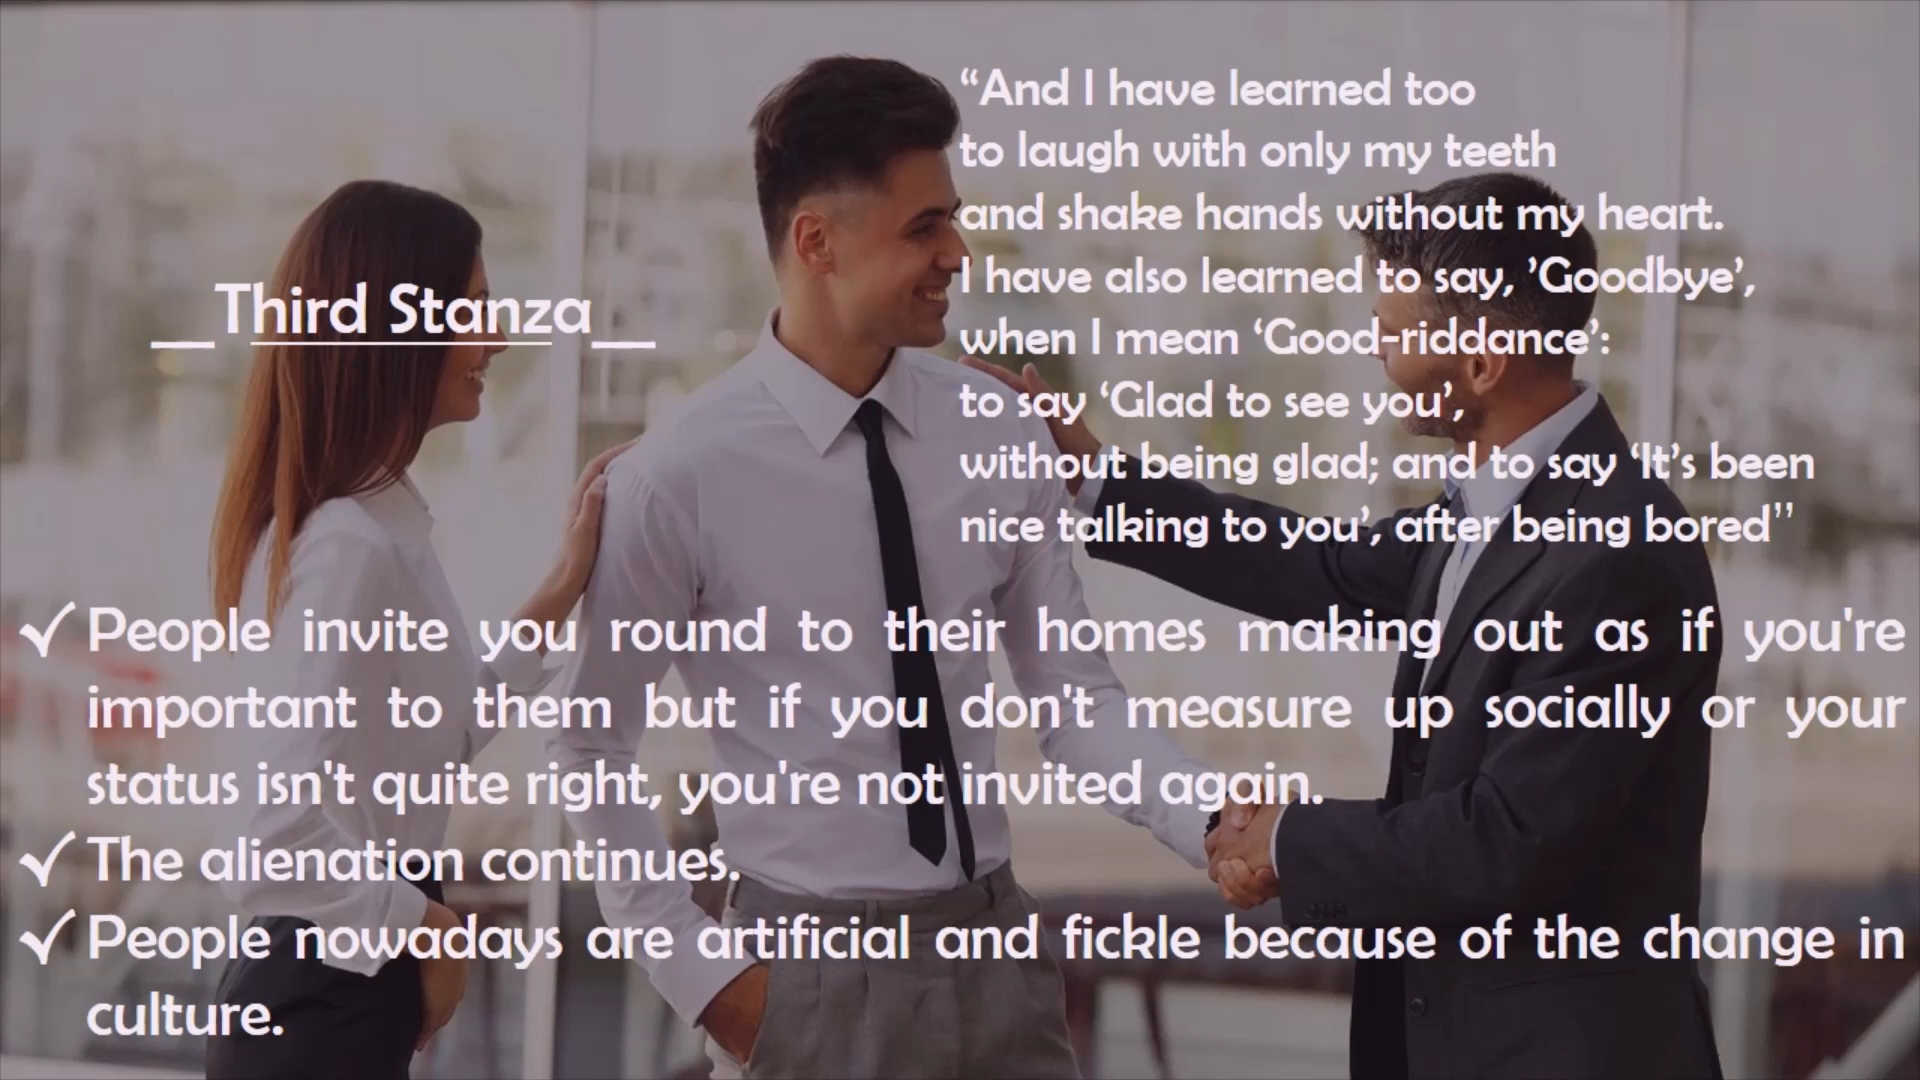 __Third Stanza__
“And I have learned too
to laugh with only my teeth
and shake hands without my heart.
I have also learned to say, ’Goodbye’,
when I mean ‘Good-riddance’:
to say ‘Glad to see you’,
without being glad; and to say ‘It’s been
nice talking to you’, after being bored”
✓ People invite you round to their homes making out as if you're
important to them but if you don't measure up socially or your
status isn't quite right, you're not invited again.
✓ The alienation continues.
✓ People nowadays are artificial and fickle because of the change in
culture.